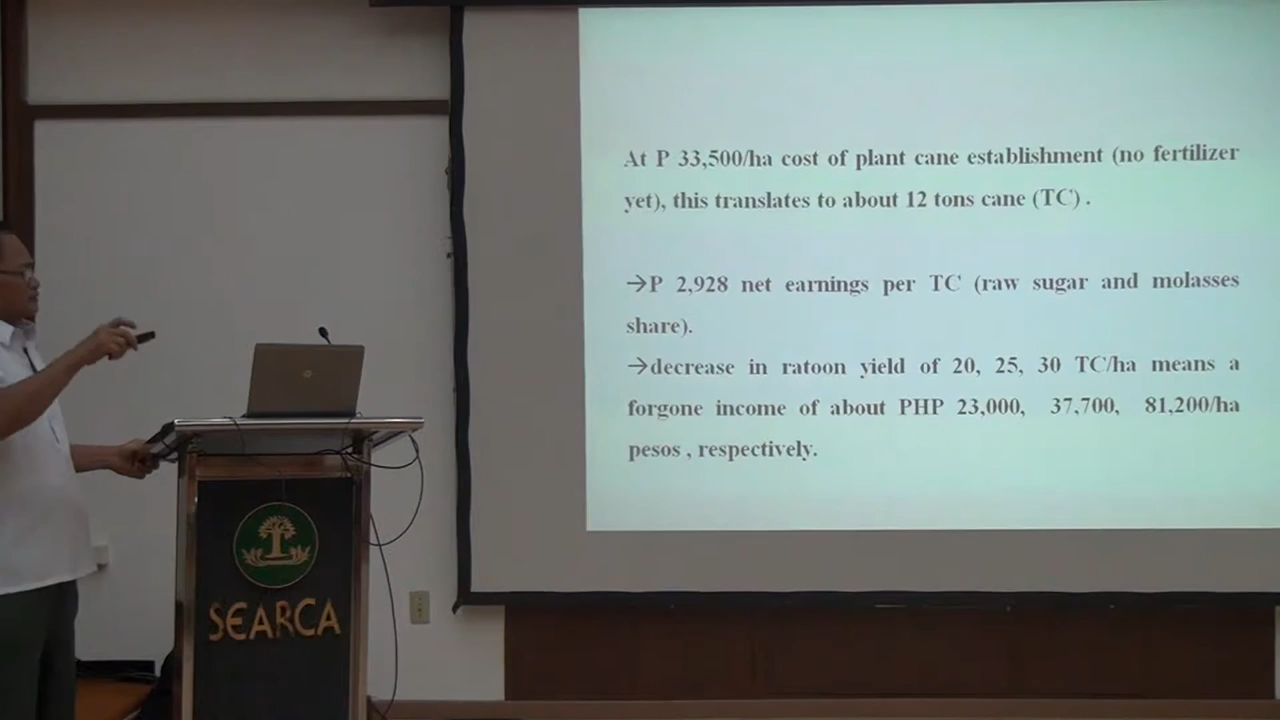 At P 33,500/ha cost of plant cane establishment (no fertilizer
yet), this translates to about 12 tons cane (TC) .
→P 2,928 net earnings per TC (raw sugar and molasses
share).
→decrease in ratoon yield of 20, 25, 30 TC/ha means a
forgone income of about PHP 23,000, 37,700, 81,200/ha
pesos , respectively.
SEARCA